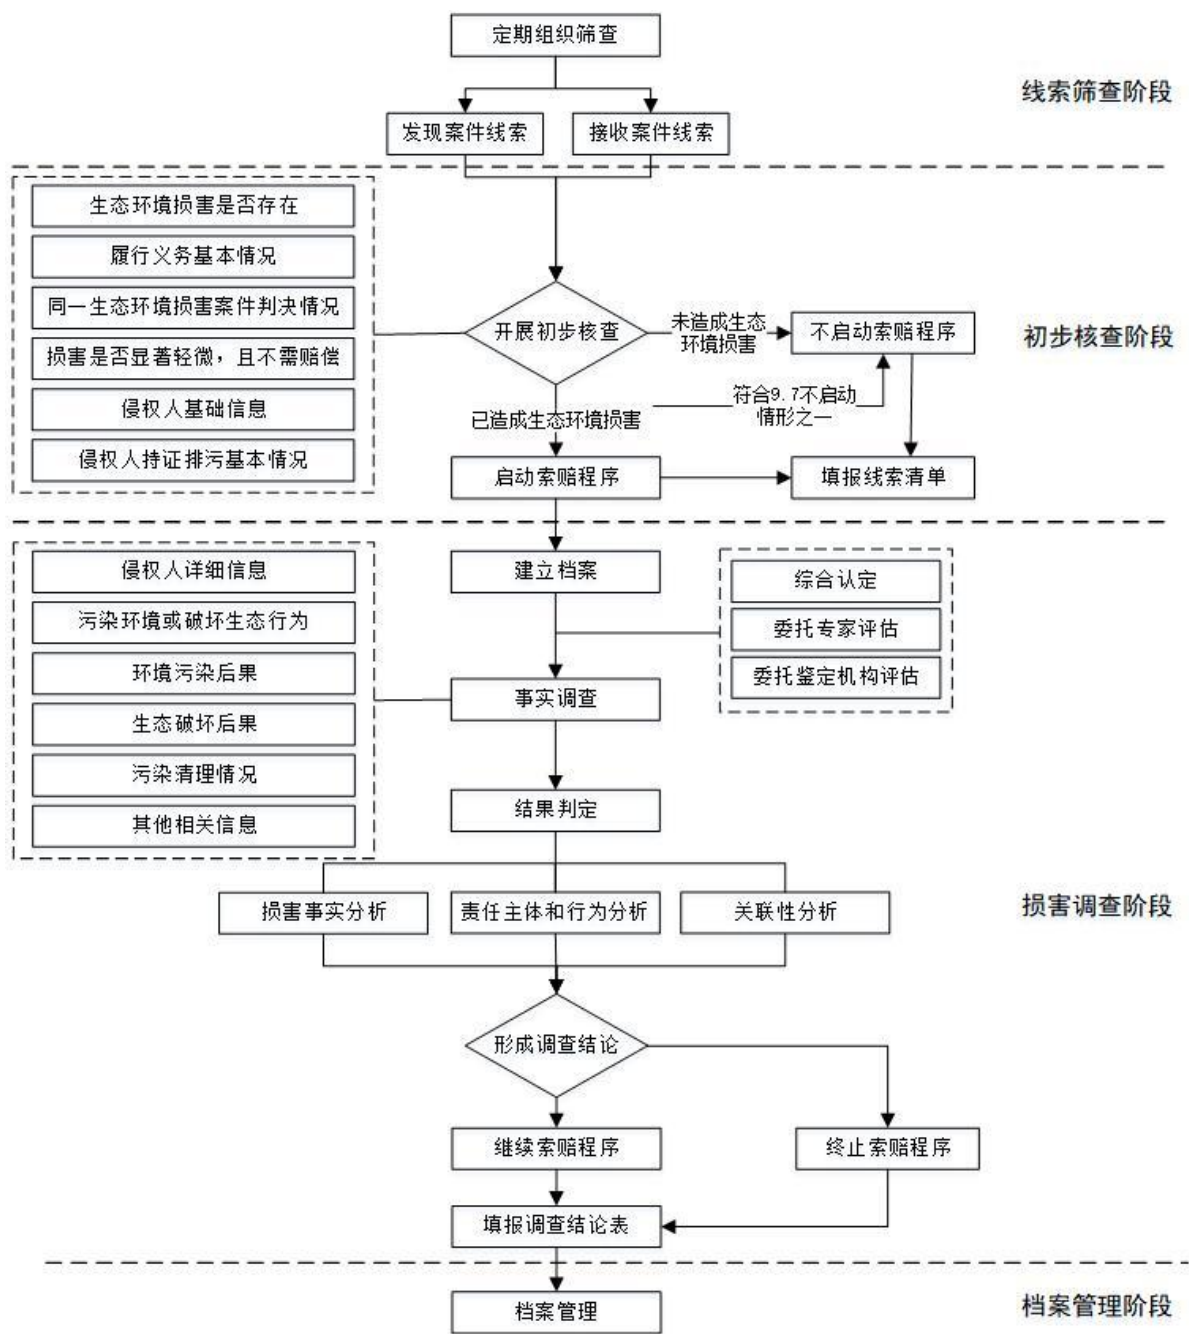 定期组织筛查
线索筛查阶段
发现案件线索
接收案件线索
生态环境损害是否存在
履行义务基本情况
同一生态环境损害案件判决情况
损害是否显著轻微，且不需赔偿
侵权人基础信息
侵权人持证排污基本情况
开展初步核查
未造成生态
环境损害
不启动索赔程序
初步核查阶段
符合9.7不启动
情形之一
已造成生态环境损害
启动索赔程序
填报线索清单
侵权人详细信息
污染环境或破坏生态行为
环境污染后果
生态破坏后果
污染清理情况
其他相关信息
建立档案
综合认定
委托专家评估
委托鉴定机构评估
事实调查
结果判定
损害事实分析
责任主体和行为分析
关联性分析
损害调查阶段
形成调查结论
继续索赔程序
终止索赔程序
填报调查结论表
档案管理
档案管理阶段